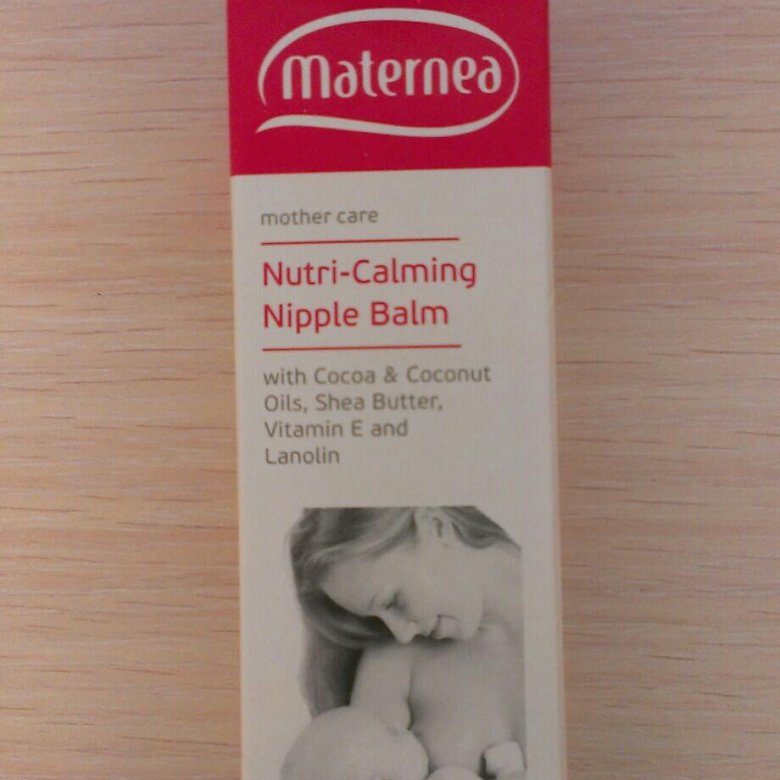 maternea
mother care
Nutri-Calming
Nipple Balm
with Cocoa & Coconut
Oils, Shea Butter,
Vitamin E and
Lanolin